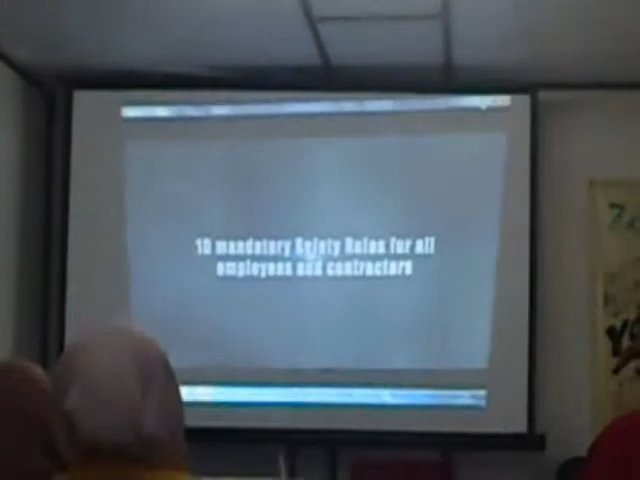 10 mandatory Safety Rules for all
employees and contractors